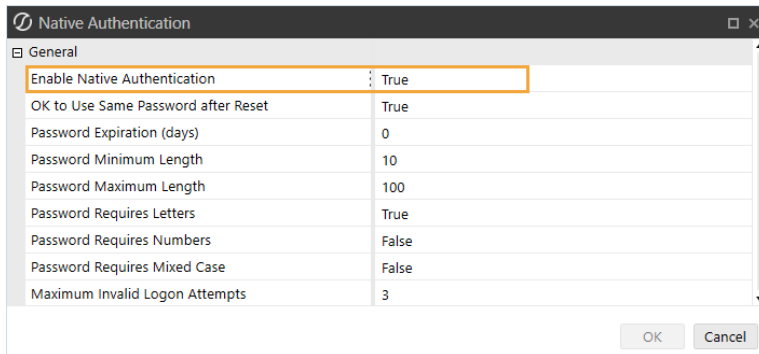 Native Authentication
General
Enable Native Authentication True
OK to Use Same Password after Reset True
Password Expiration (days) 0
Password Minimum Length 10
Password Maximum Length 100
Password Requires Letters True
Password Requires Numbers False
Password Requires Mixed Case False
Maximum Invalid Logon Attempts 3
OK Cancel